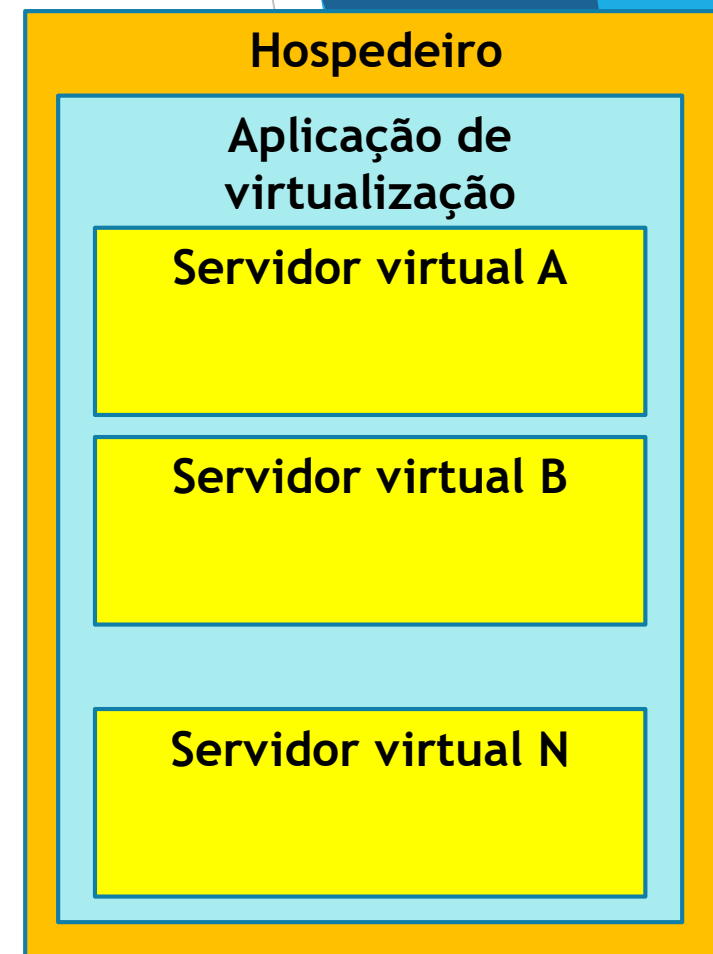 Hospedeiro
Aplicação de
virtualização
Servidor virtual A
Servidor virtual B
Servidor virtual N